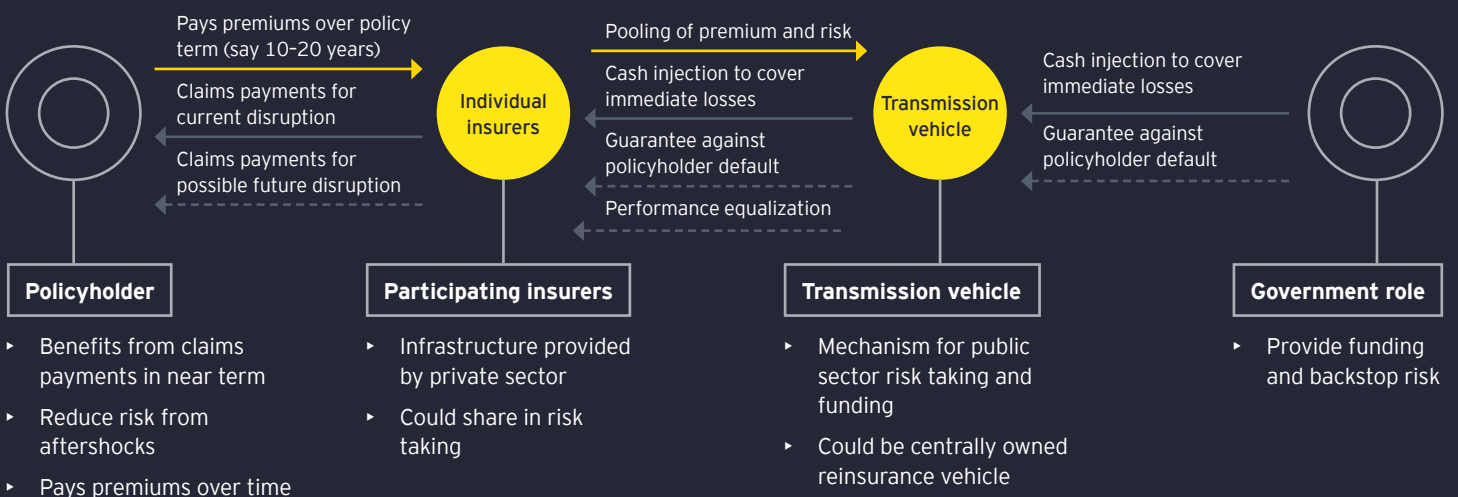 Pays premiums over policy
term (say 10–20 years)
Claims payments for
current disruption
Claims payments for
possible future disruption
Individual
insurers
Pooling of premium and risk
Cash injection to cover
immediate losses
Guarantee against
policyholder default
Performance equalization
Transmission
vehicle
Cash injection to cover
immediate losses
Guarantee against
policyholder default
Policyholder
▸ Benefits from claims
payments in near term
▸ Reduce risk from
aftershocks
▸ Pays premiums over time
Participating insurers
▸ Infrastructure provided
by private sector
▸ Could share in risk
taking
Transmission vehicle
▸ Mechanism for public
sector risk taking and
funding
▸ Could be centrally owned
reinsurance vehicle
Government role
▸ Provide funding
and backstop risk